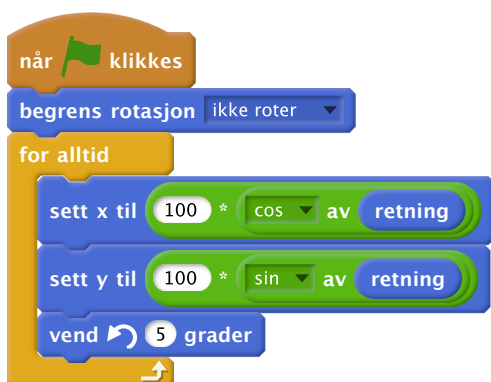 når klikkes
begrens rotasjon ikke roter
for alltid
sett x til 100 * cos av retning
sett y til 100 * sin av retning
vend 5 grader